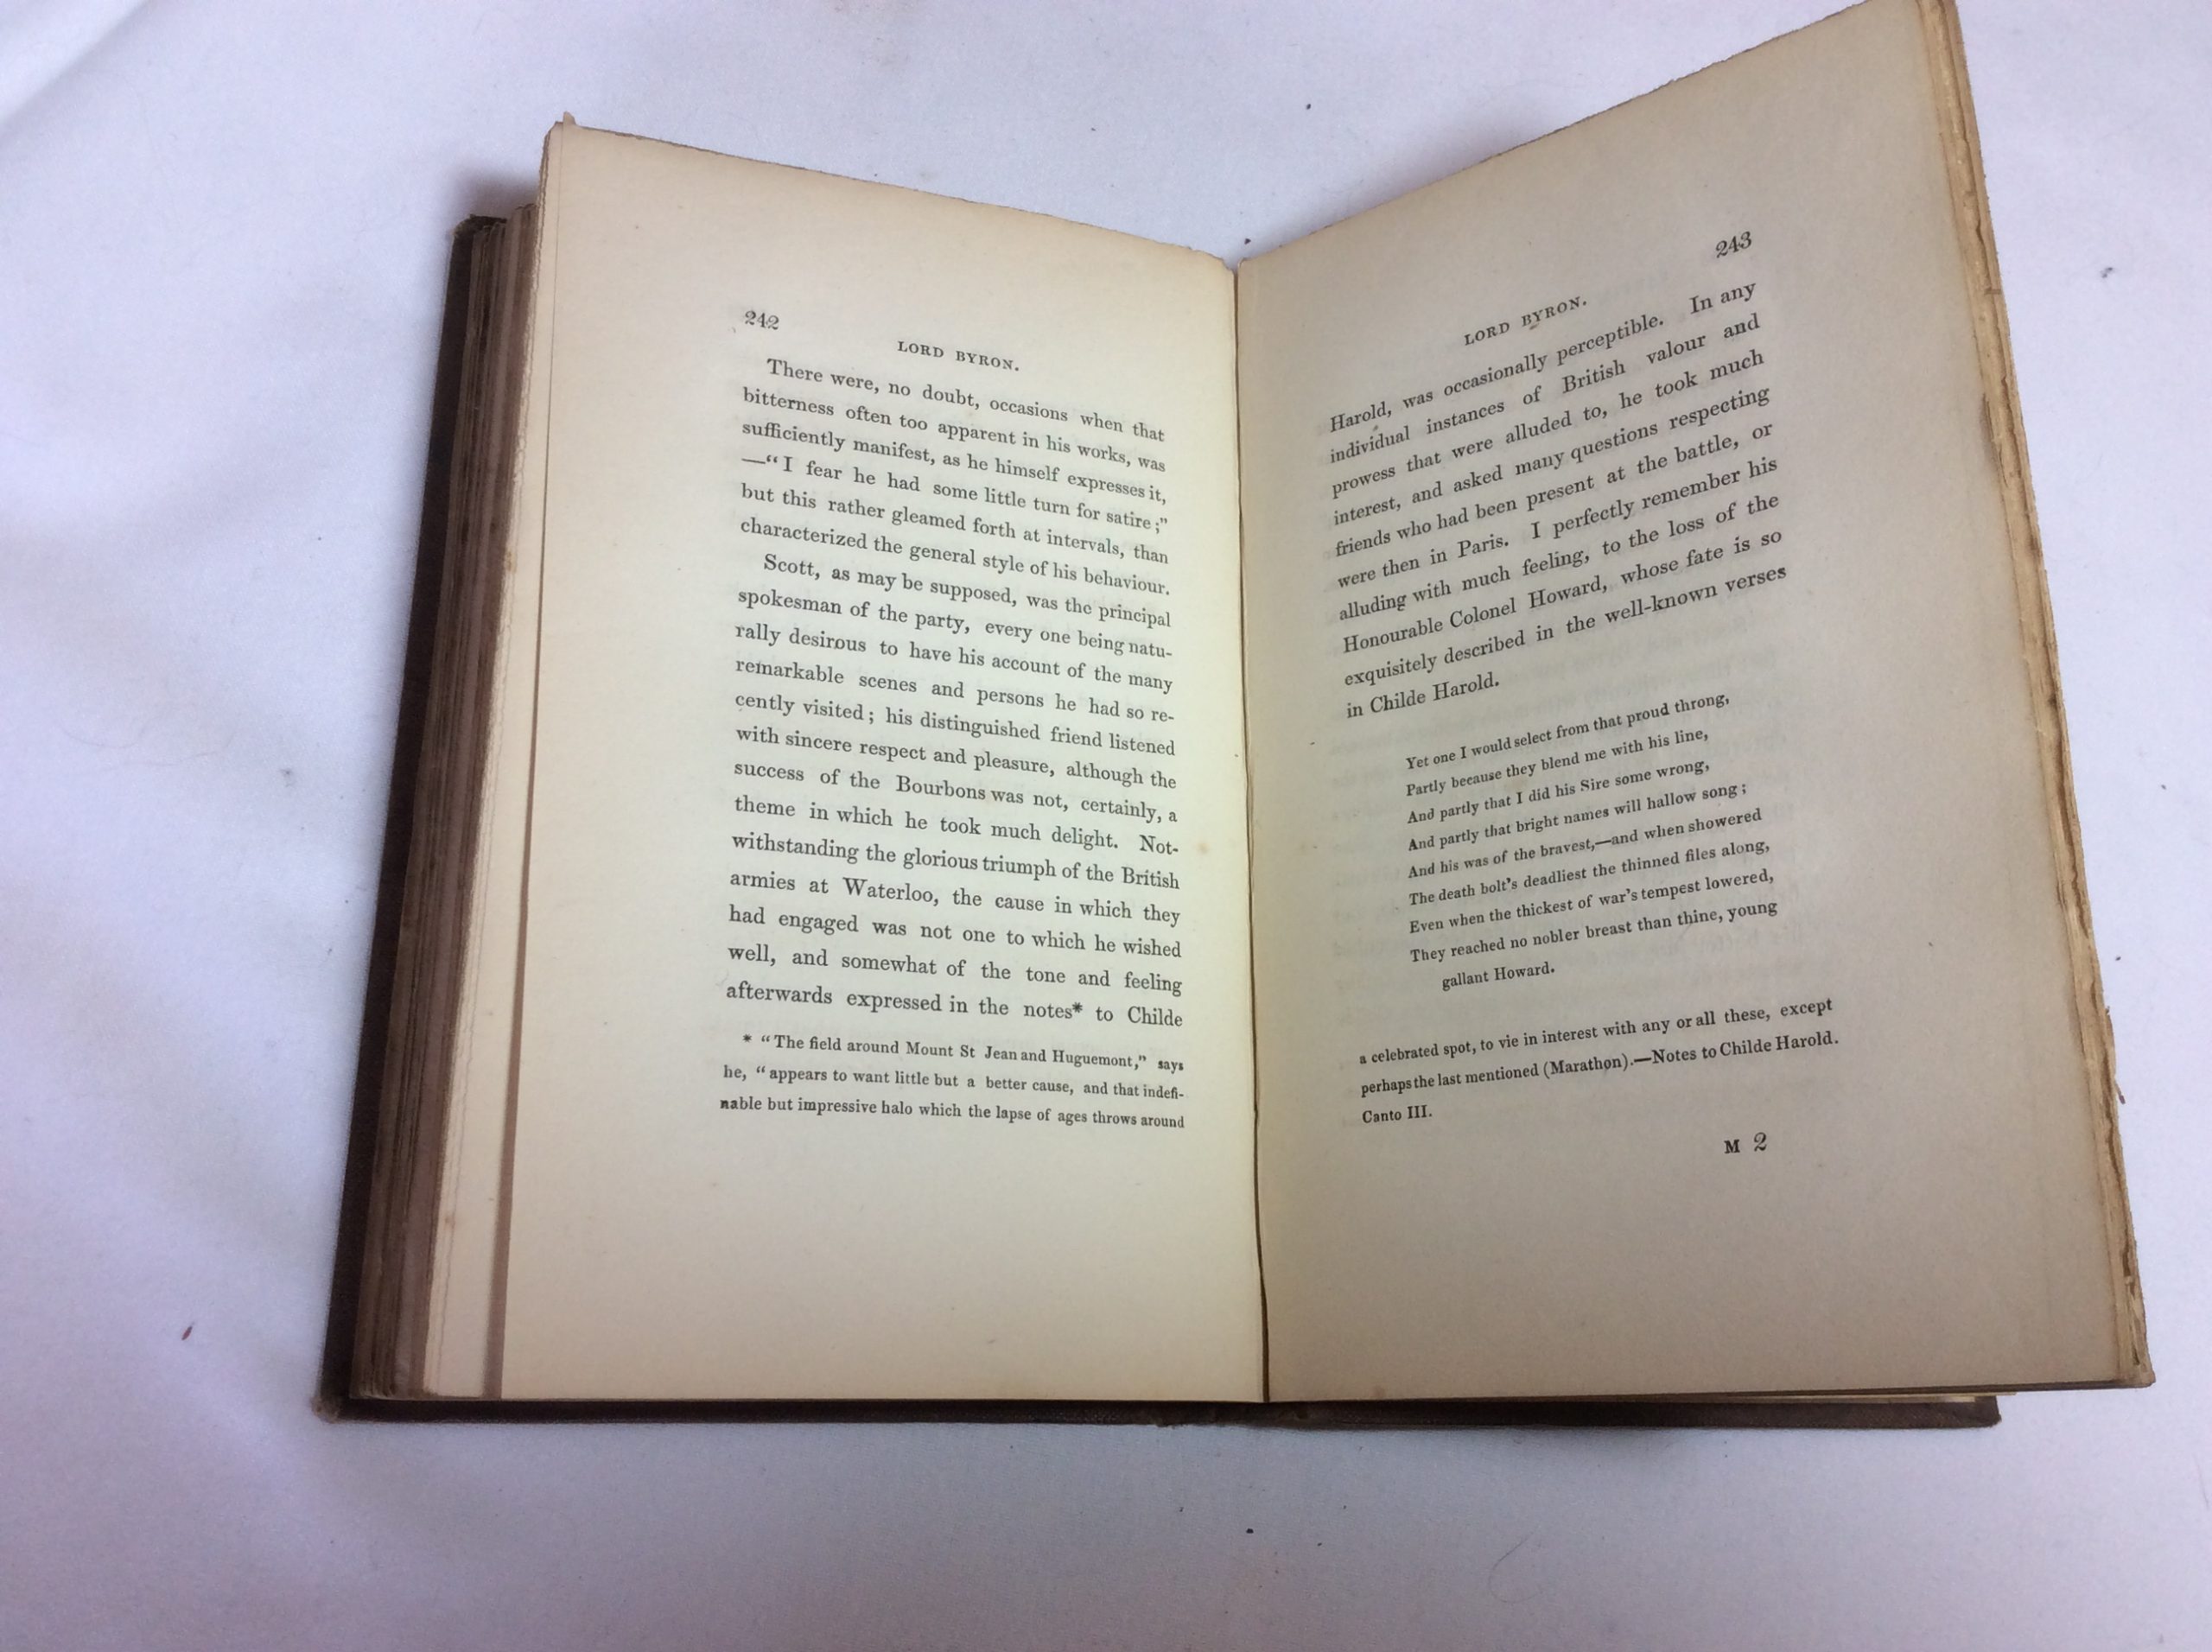 242
LORD BYRON.
There were, no doubt, occasions when that
bitterness often too apparent in his works, was
sufficiently manifest, as he himself expresses it,
—“I fear he had some little turn for satire;”
but this rather gleamed forth at intervals, than
characterized the general style of his behaviour.
Scott, as may be supposed, was the principal
spokesman of the party, every one being natu-
rally desirous to have his account of the many
remarkable scenes and persons he had so re-
cently visited; his distinguished friend listened
with sincere respect and pleasure, although the
success of the Bourbons was not, certainly, a
theme in which he took much delight. Not-
withstanding the glorious triumph of the British
armies at Waterloo, the cause in which they
had engaged was not one to which he wished
well, and somewhat of the tone and feeling
afterwards expressed in the notes* to Childe
* “The field around Mount St Jean and Huguemont,” says
he, “appears to want little but a better cause, and that indefi-
nable but impressive halo which the lapse of ages throws around
243
LORD BYRON.
Harold, was occasionally perceptible. In any
individual instances of British valour and
prowess that were alluded to, he took much
interest, and asked many questions respecting
friends who had been present at the battle, or
were then in Paris. I perfectly remember his
alluding with much feeling, to the loss of the
Honourable Colonel Howard, whose fate is so
exquisitely described in the well-known verses
in Childe Harold.
Yet one I would select from that proud throng,
Partly because they blend me with his line,
And partly that I did his Sire some wrong,
And partly that bright names will hallow song;
And his was of the bravest,—and when showered
The death bolt's deadliest the thinned files along,
Even when the thickest of war's tempest lowered,
They reached no nobler breast than thine, young
gallant Howard.
a celebrated spot, to vie in interest with any or all these, except
perhaps the last mentioned (Marathon).—Notes to Childe Harold.
Canto III.
M 2